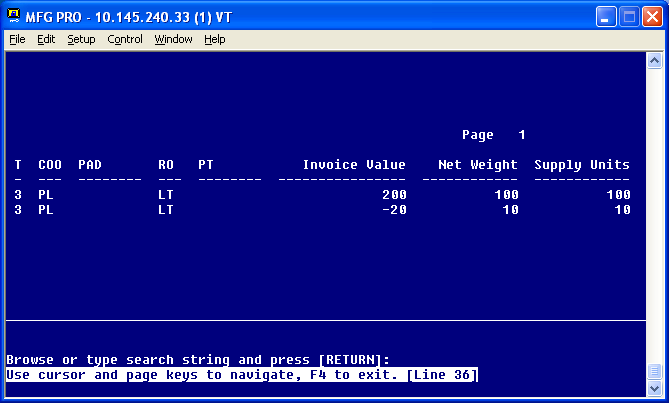 MFG PRO - 10.145.240.33 (1) VT
File Edit Setup Control Window Help
Page 1
T COO PAD RO PT Invoice Value Net Weight Supply Units
- --- -------- --- -------- ---------------- ------------ ------------
3 PL LT 200 100 100
3 PL LT -20 10 10
Browse or type search string and press [RETURN]:
Use cursor and page keys to navigate, F4 to exit. [Line 36]